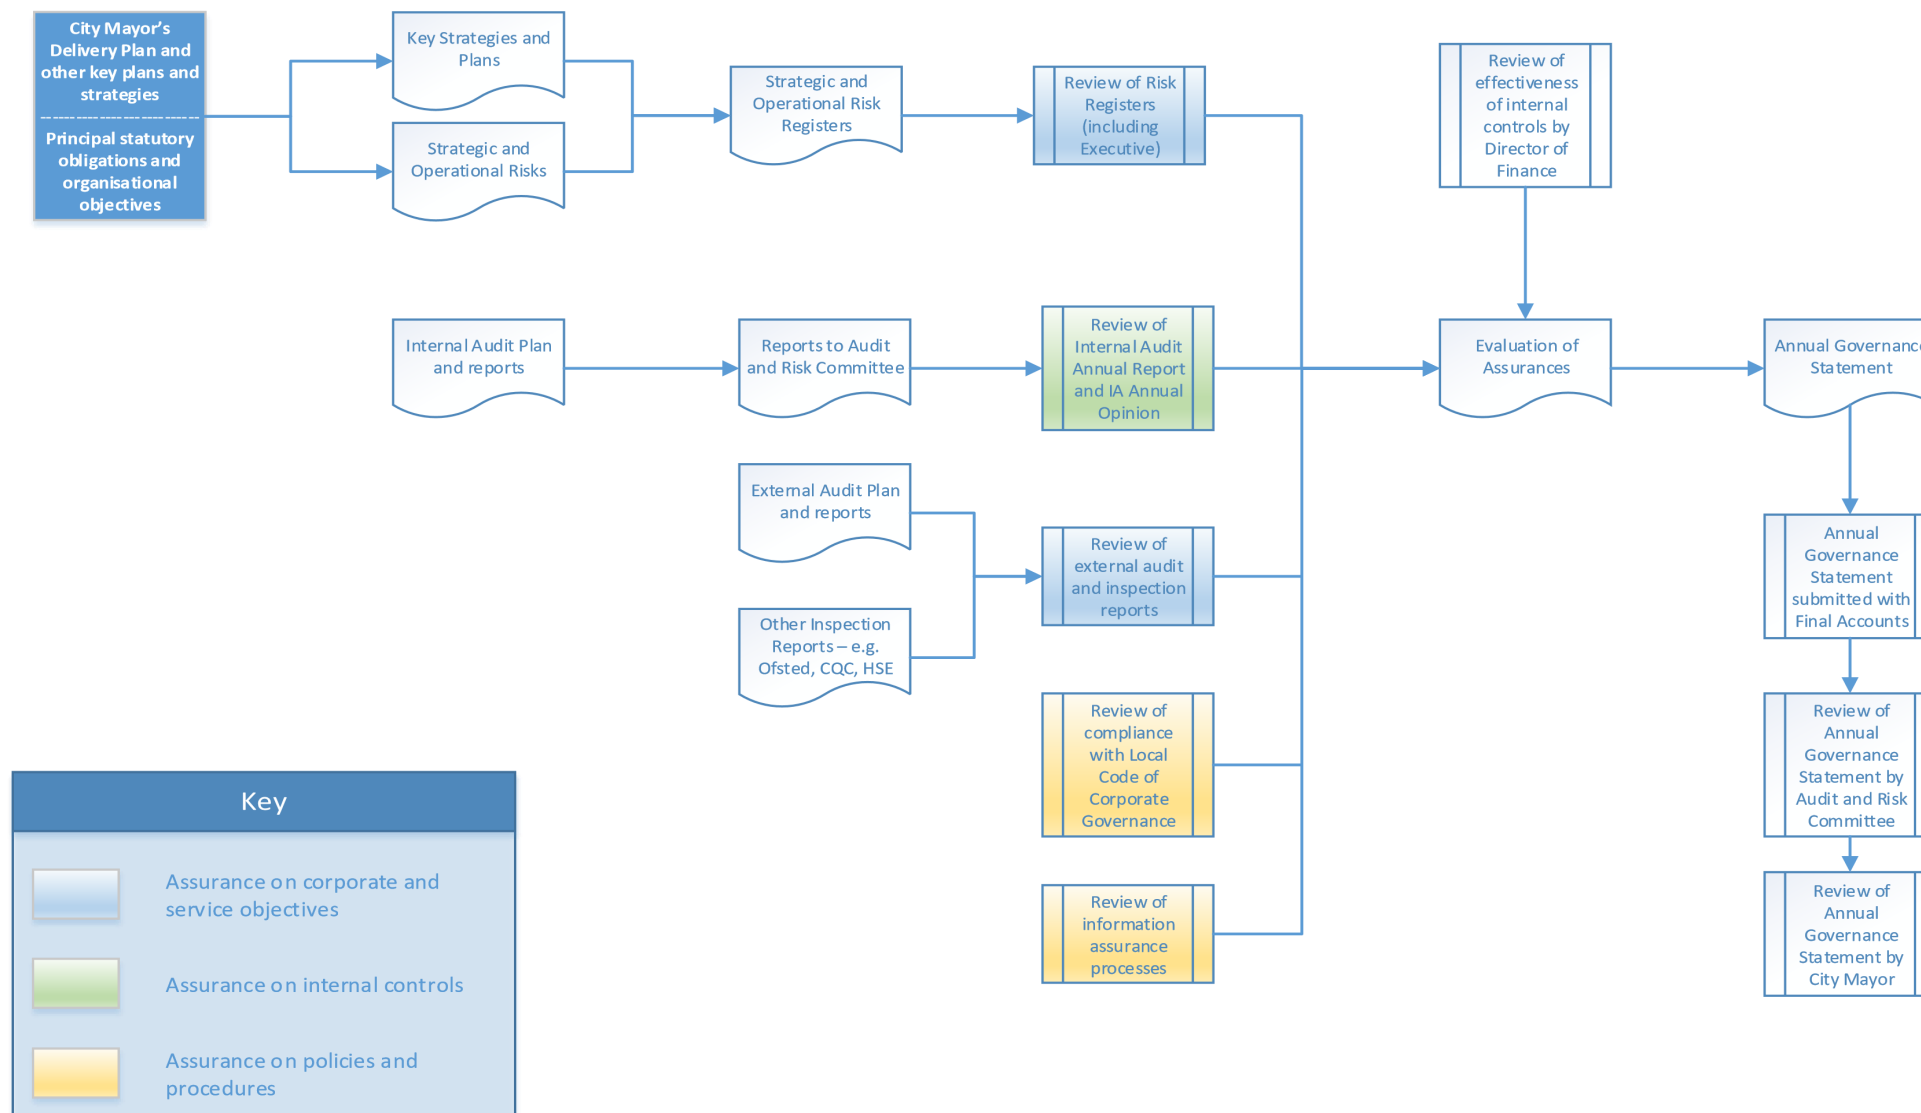 City Mayor's
Delivery Plan and
other key plans and
strategies
Principal statutory
obligations and
organisational
objectives
Key Strategies and
Plans
Strategic and
Operational Risks
Strategic and
Operational Risk
Registers
Review of Risk
Registers
(including
Executive)
Review of
effectiveness
of internal
controls by
Director of
Finance
Internal Audit Plan
and reports
Reports to Audit
and Risk Committee
Review of
Internal Audit
Annual Report
and IA Annual
Opinion
Evaluation of
Assurances
Annual Governance
Statement
External Audit Plan
and reports
Other Inspection
Reports – e.g.
Ofsted, CQC, HSE
Review of
external audit
and inspection
reports
Annual
Governance
Statement
submitted with
Final Accounts
Review of
compliance
with Local
Code of
Corporate
Governance
Review of
Annual
Governance
Statement by
Audit and Risk
Committee
Review of
information
assurance
processes
Review of
Annual
Governance
Statement by
City Mayor
Key
Assurance on corporate and
service objectives
Assurance on internal controls
Assurance on policies and
procedures